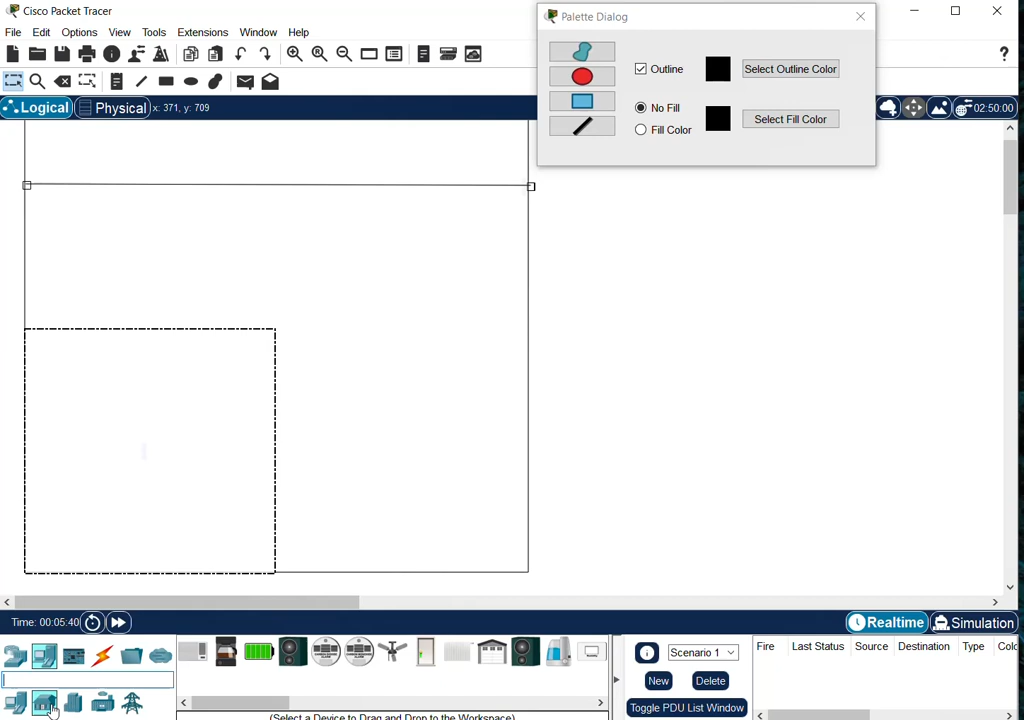 Cisco Packet Tracer
Palette Dialog
File Edit Options View Tools Extensions Window Help
Outline
Select Outline Color
No Fill
Fill Color
Select Fill Color
?
Logical Physical x: 371, y: 709
02:50:00
Time: 00:05:40
Realtime Simulation
Scenario 1
Fire Last Status Source Destination Type Colo
New Delete
Toggle PDU List Window
(Select a Device to Drag and Drop to the Workspace)